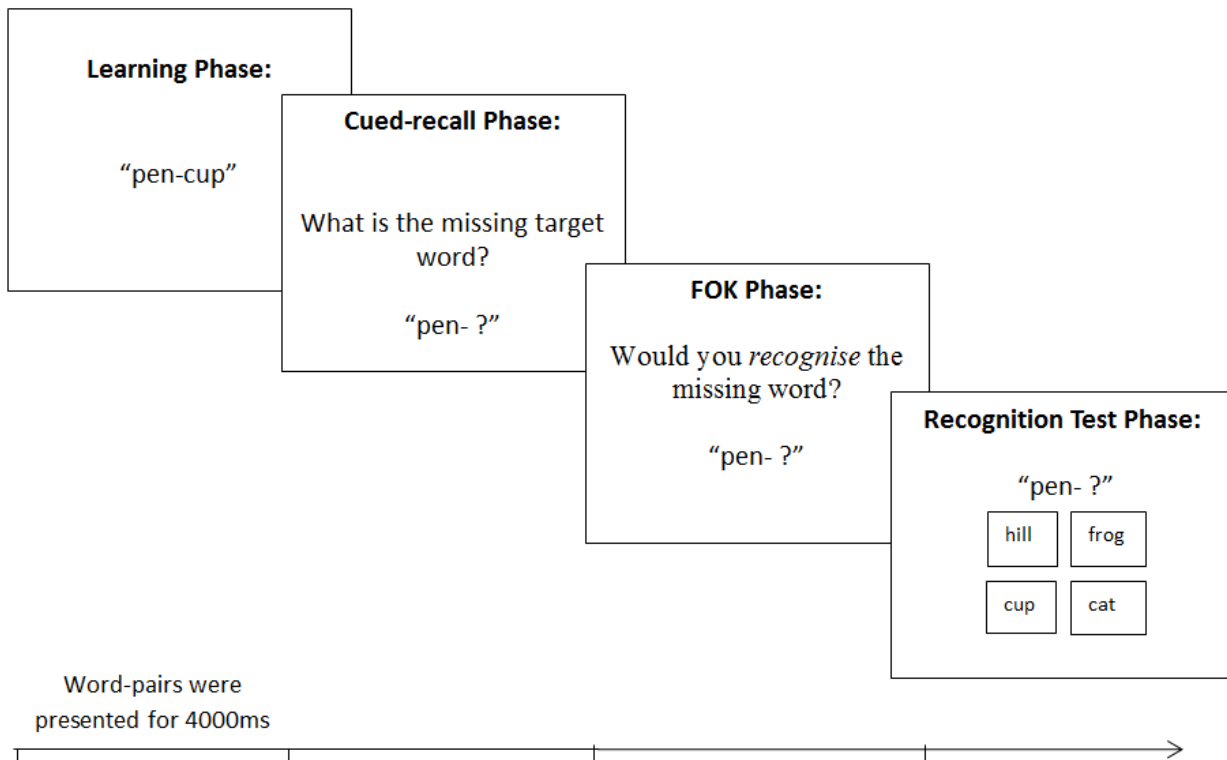 Learning Phase:
“pen-cup”
Cued-recall Phase:
What is the missing target
word?
“pen- ?”
FOK Phase:
Would you recognise the
missing word?
“pen- ?”
Recognition Test Phase:
“pen- ?”
hill frog
cup cat
Word-pairs were
presented for 4000ms